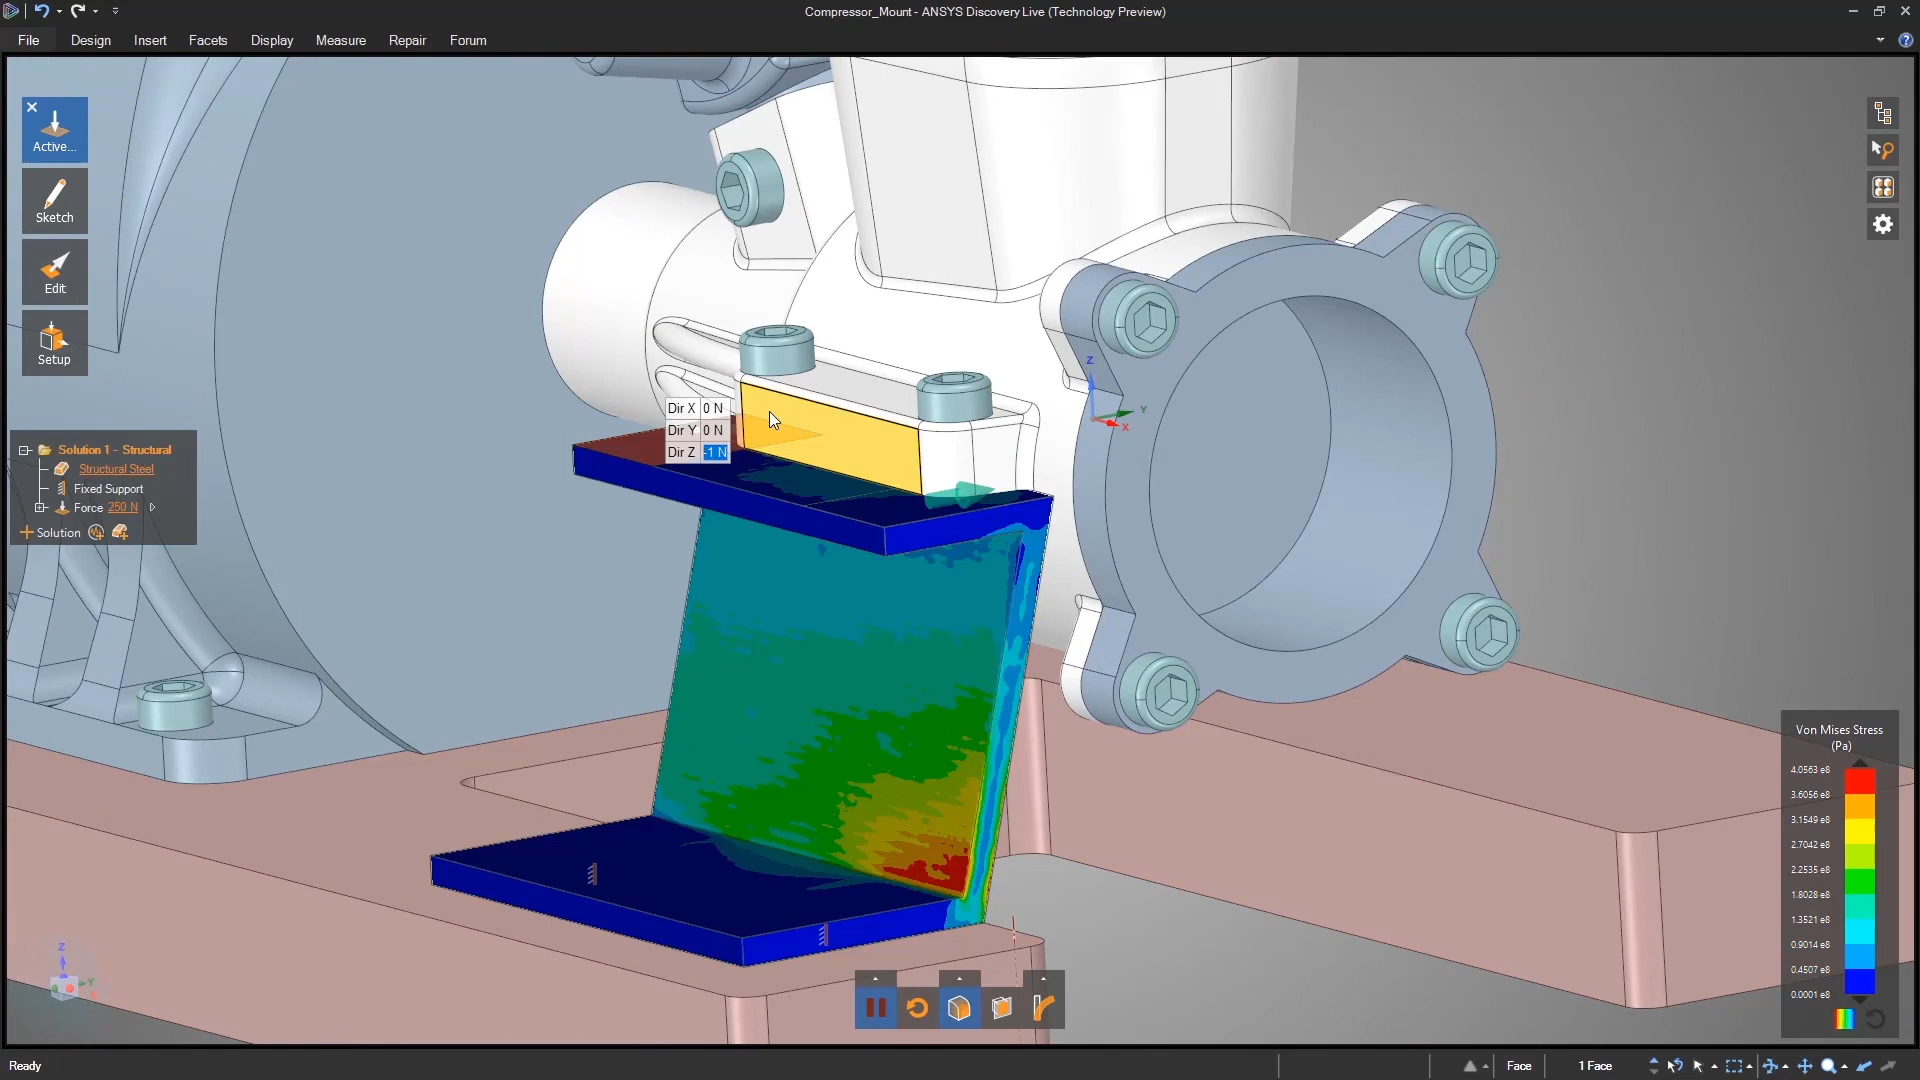 Compressor_Mount - ANSYS Discovery Live (Technology Preview)
File Design Insert Facets Display Measure Repair Forum
Active...
Sketch
Edit
Setup
Dir X 0 N
Dir Y 0 N
Dir Z -1 N
Z
Y
X
Solution 1 - Structural
Structural Steel
Fixed Support
Force 250 N
Solution
Von Mises Stress
(Pa)
4.0563 e8
3.6056 e8
3.1549 e8
2.7042 e8
2.2535 e8
1.8028 e8
1.3521 e8
0.9014 e8
0.4507 e8
0.0001 e8
Z
Y
X
Ready
Face
1 Face